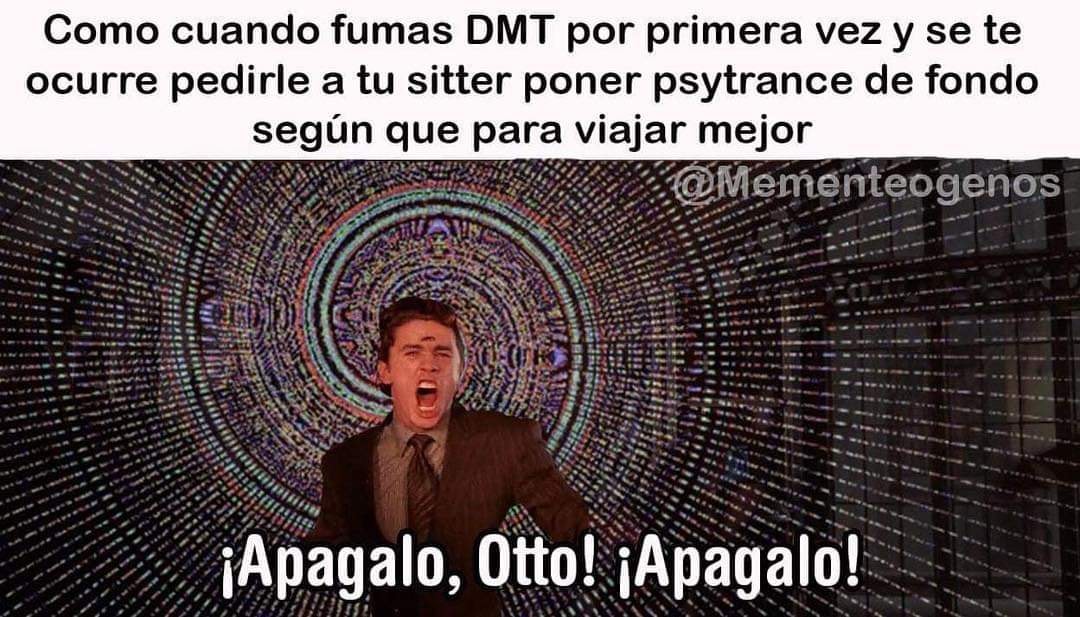 Como cuando fumas DMT por primera vez y se te
ocurre pedirle a tu sitter poner psytrance de fondo
según que para viajar mejor
@Mementeogenos
¡Apagalo, Otto! ¡Apagalo!